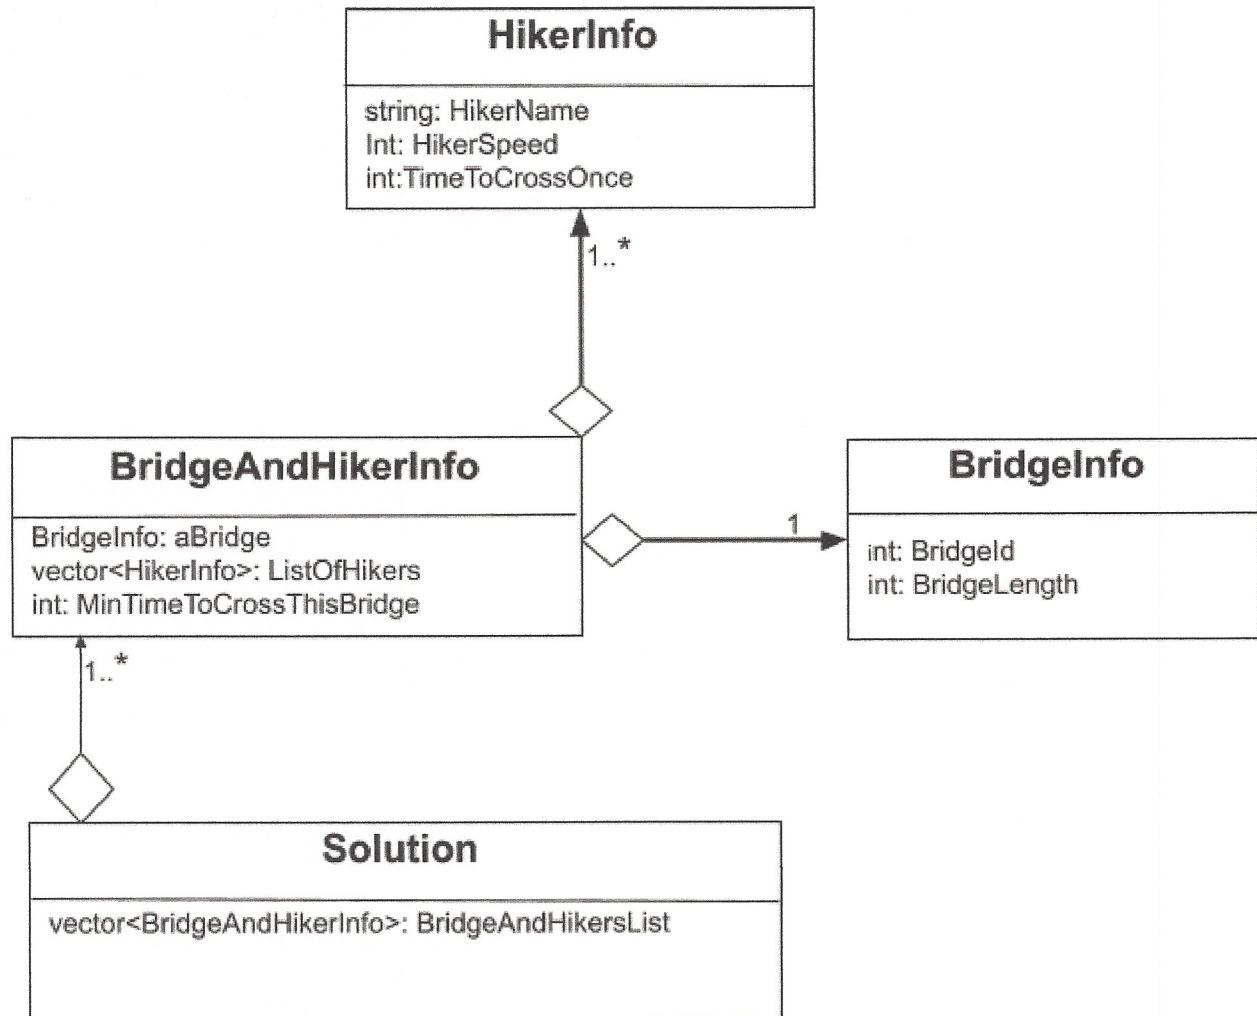 HikerInfo
string: HikerName
Int: HikerSpeed
int:TimeToCrossOnce
1..*
BridgeAndHikerInfo
BridgeInfo: aBridge
vector<HikerInfo>: ListOfHikers
int: MinTimeToCrossThisBridge
1
BridgeInfo
int: BridgeId
int: BridgeLength
1..*
Solution
vector<BridgeAndHikerInfo>: BridgeAndHikersList